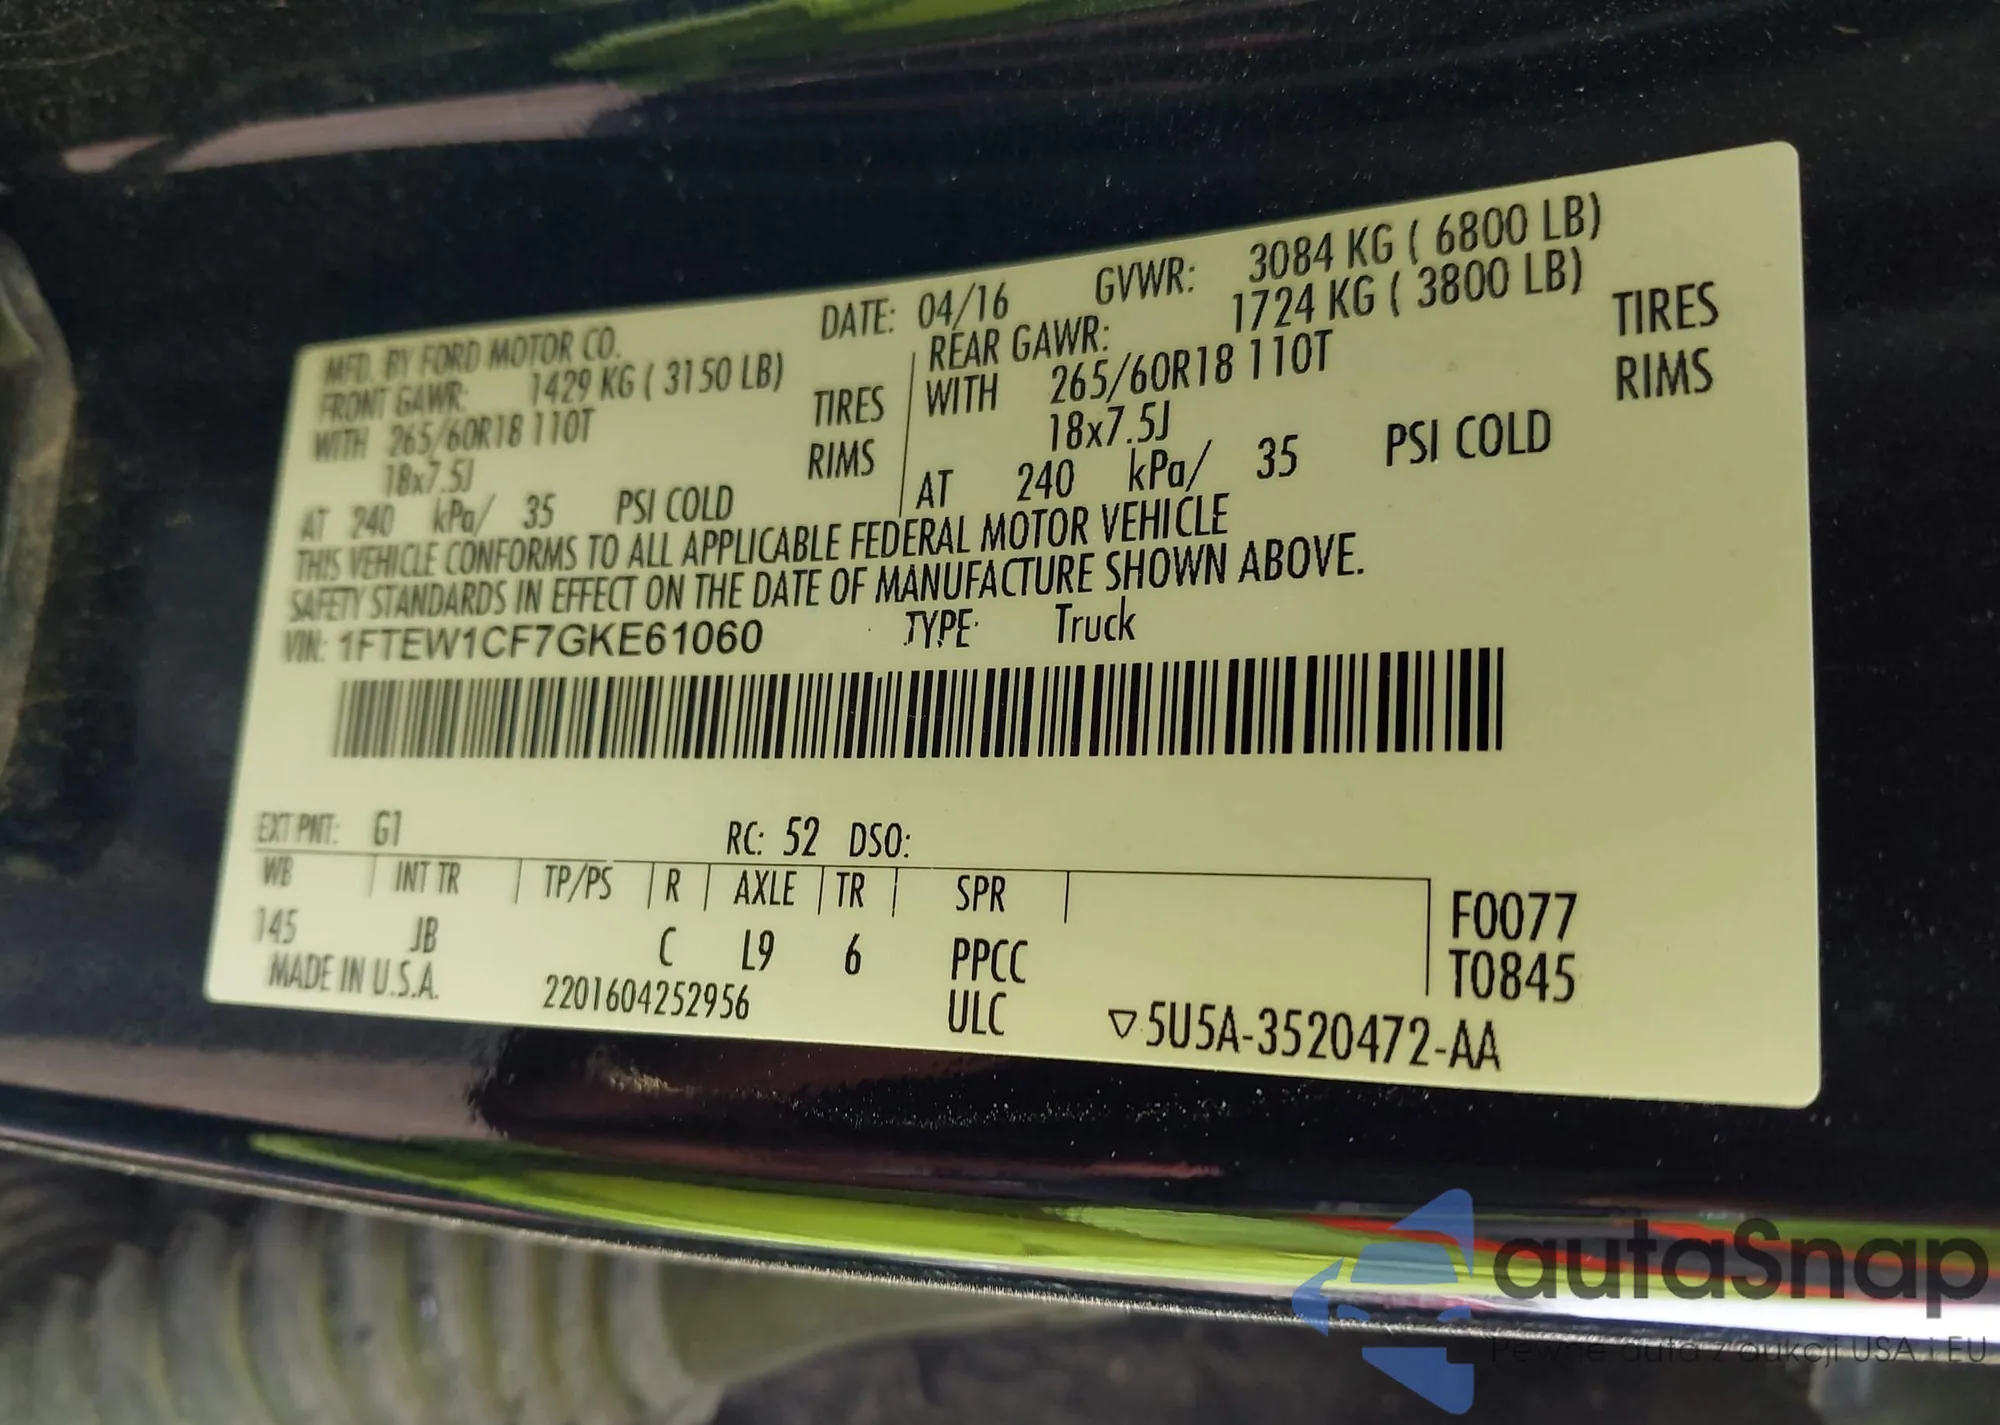 MFD. BY FORD MOTOR CO. DATE: 04/16 GVWR: 3084 KG ( 6800 LB)
FRONT GAWR: 1429 KG ( 3150 LB) REAR GAWR: 1724 KG ( 3800 LB)
WITH 265/60R18 110T TIRES WITH 265/60R18 110T TIRES
18x7.5J RIMS 18x7.5J RIMS
AT 240 kPa/ 35 PSI COLD AT 240 kPa/ 35 PSI COLD
THIS VEHICLE CONFORMS TO ALL APPLICABLE FEDERAL MOTOR VEHICLE
SAFETY STANDARDS IN EFFECT ON THE DATE OF MANUFACTURE SHOWN ABOVE.
VIN: 1FTEW1CF7GKE61060 TYPE: Truck
EXT PNT: G1 RC: 52 DSO:
WB INT TR TP/PS R AXLE TR SPR
145 JB C L9 6 PPCC
F0077
T0845
MADE IN U.S.A. 2201604252956 ULC ▽5U5A-3520472-AA
autaSnap
Pewne auta z aukcji USA i EU